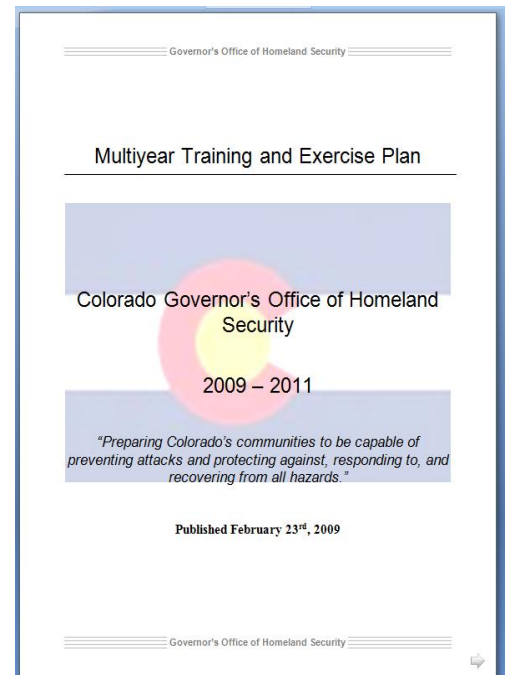 Governor's Office of Homeland Security
Multiyear Training and Exercise Plan
Colorado Governor's Office of Homeland
Security
2009 – 2011
"Preparing Colorado's communities to be capable of
preventing attacks and protecting against, responding to, and
recovering from all hazards."
Published February 23rd, 2009
Governor's Office of Homeland Security